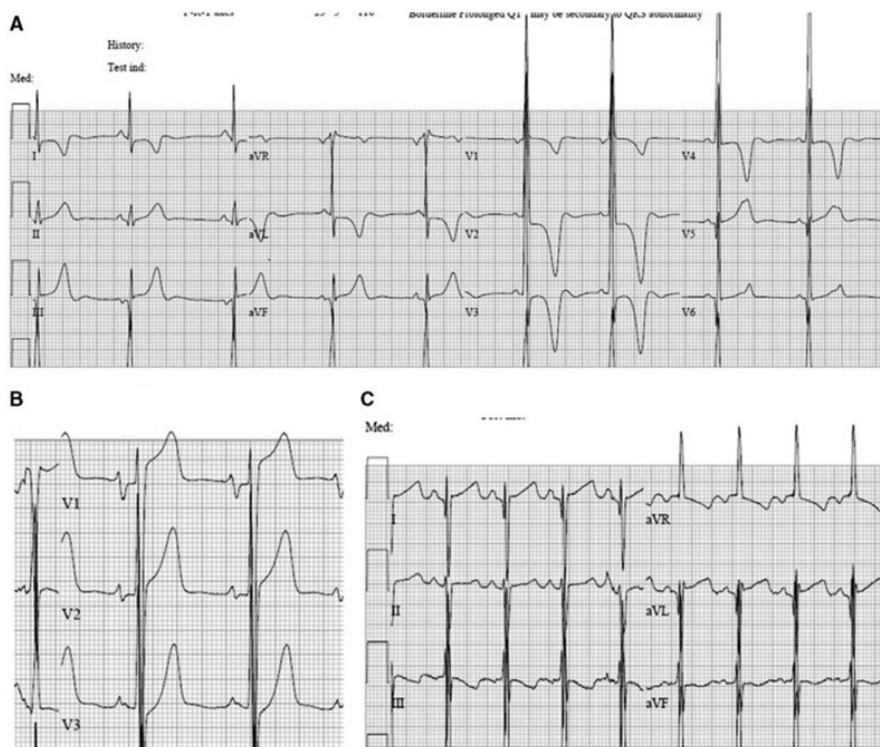 A
Borderline Prolonged QT may be secondary to QRS abnormality
History:
Test ind:
Med:
I
aVR
V1
V4
II
aVL
V2
V5
III
aVF
V3
V6
B
V1
V2
V3
C
Med:
I
aVR
II
aVL
III
aVF